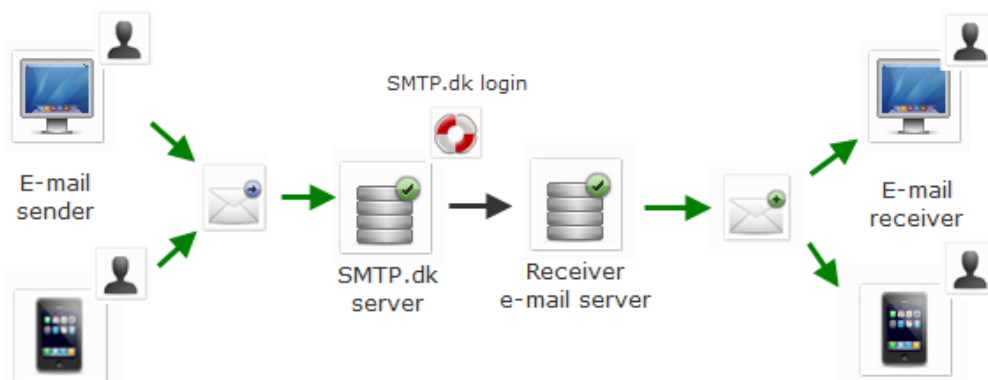 SMTP.dk login
E-mail
sender
SMTP.dk
server
Receiver
e-mail server
E-mail
receiver